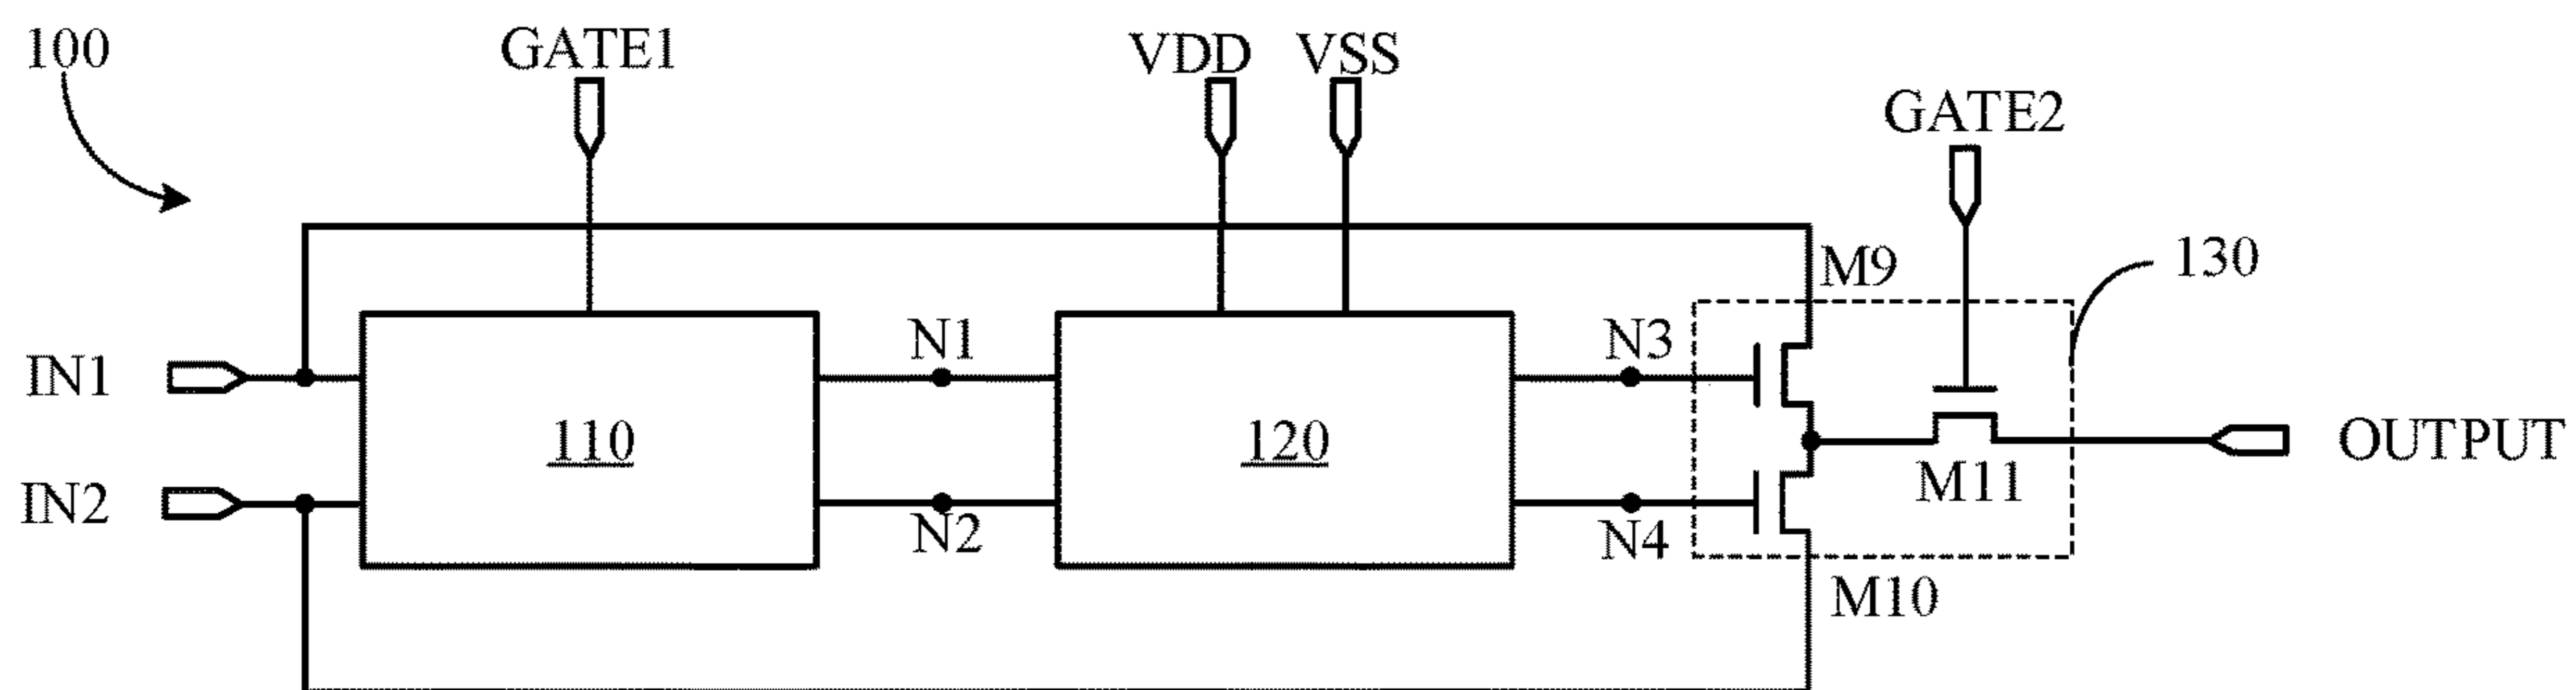 100
GATE1
VDD
VSS
GATE2
M9
130
IN1
N1
N3
110
120
OUTPUT
M11
IN2
N2
N4
M10